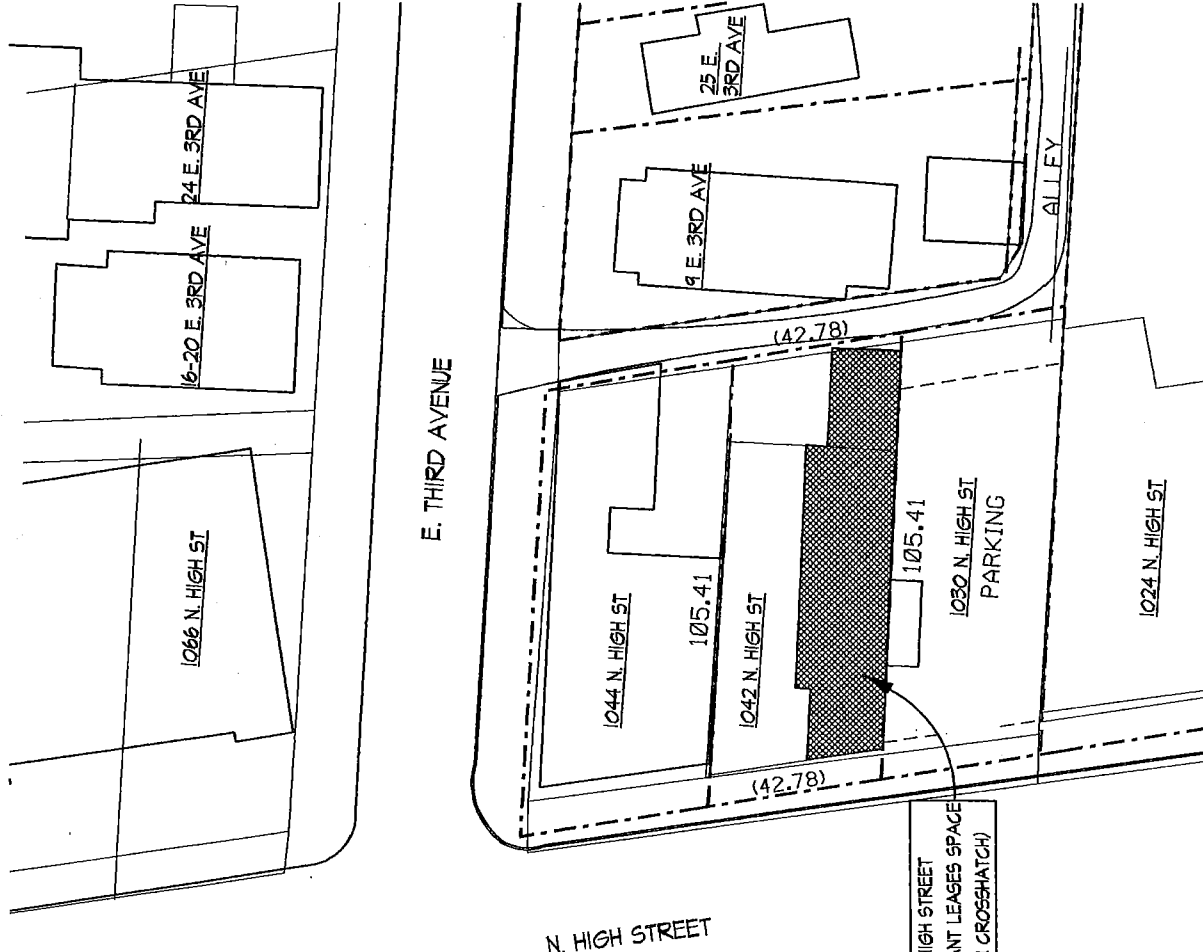 24 E. 3RD AVE
16-20 E. 3RD AVE
1066 N. HIGH ST
E. THIRD AVENUE
25 E.
3RD AVE
9 E. 3RD AVE
ALLEY
(42.78)
1044 N. HIGH ST
105.41
1042 N. HIGH ST
105.41
1030 N. HIGH ST
PARKING
1024 N. HIGH ST
(42.78)
HIGH STREET
ANT LEASES SPACE
CROSSHATCH)
N. HIGH STREET